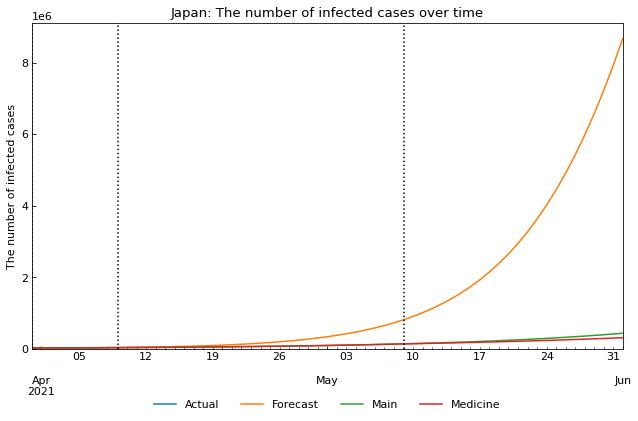 Japan: The number of infected cases over time
1e6
8
6
4
2
0
The number of infected cases
05 12 19 26 03 10 17 24 31
Apr May Jun
2021
Actual Forecast Main Medicine